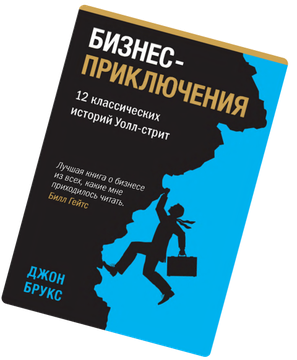 БИЗНЕС-
ПРИКЛЮЧЕНИЯ
12 классических
историй Уолл-стрит
Лучшая книга о бизнесе
из всех, какие мне
приходилось читать.
Билл Гейтс
ДЖОН
БРУКС